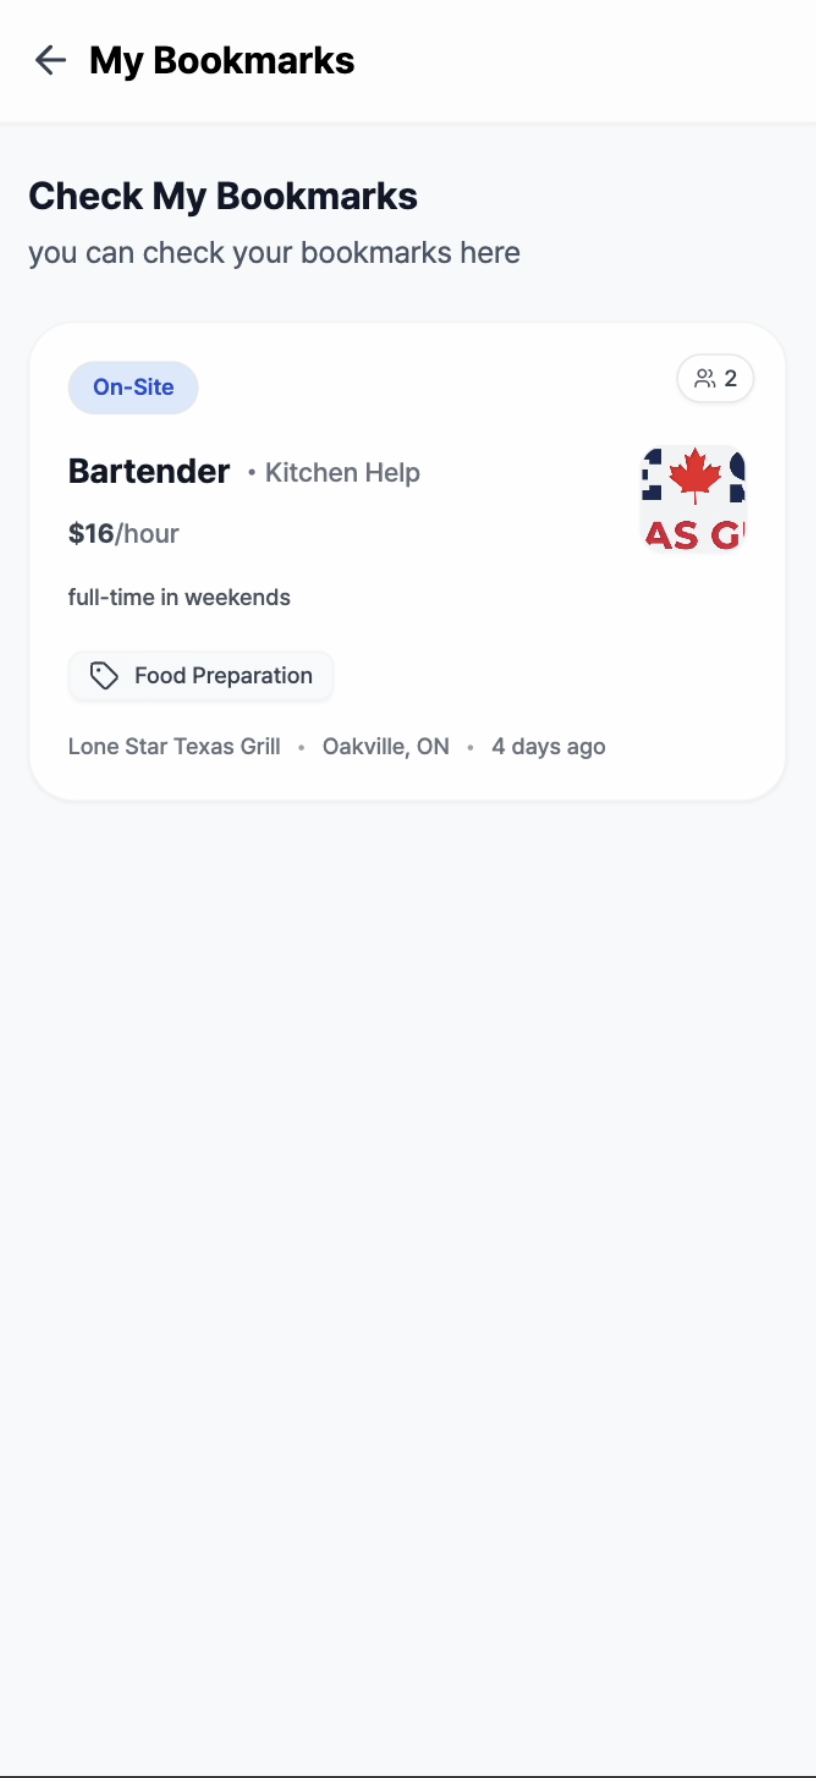 My Bookmarks
Check My Bookmarks
you can check your bookmarks here
On-Site
2
Bartender • Kitchen Help
$16/hour
AS G
full-time in weekends
Food Preparation
Lone Star Texas Grill • Oakville, ON • 4 days ago